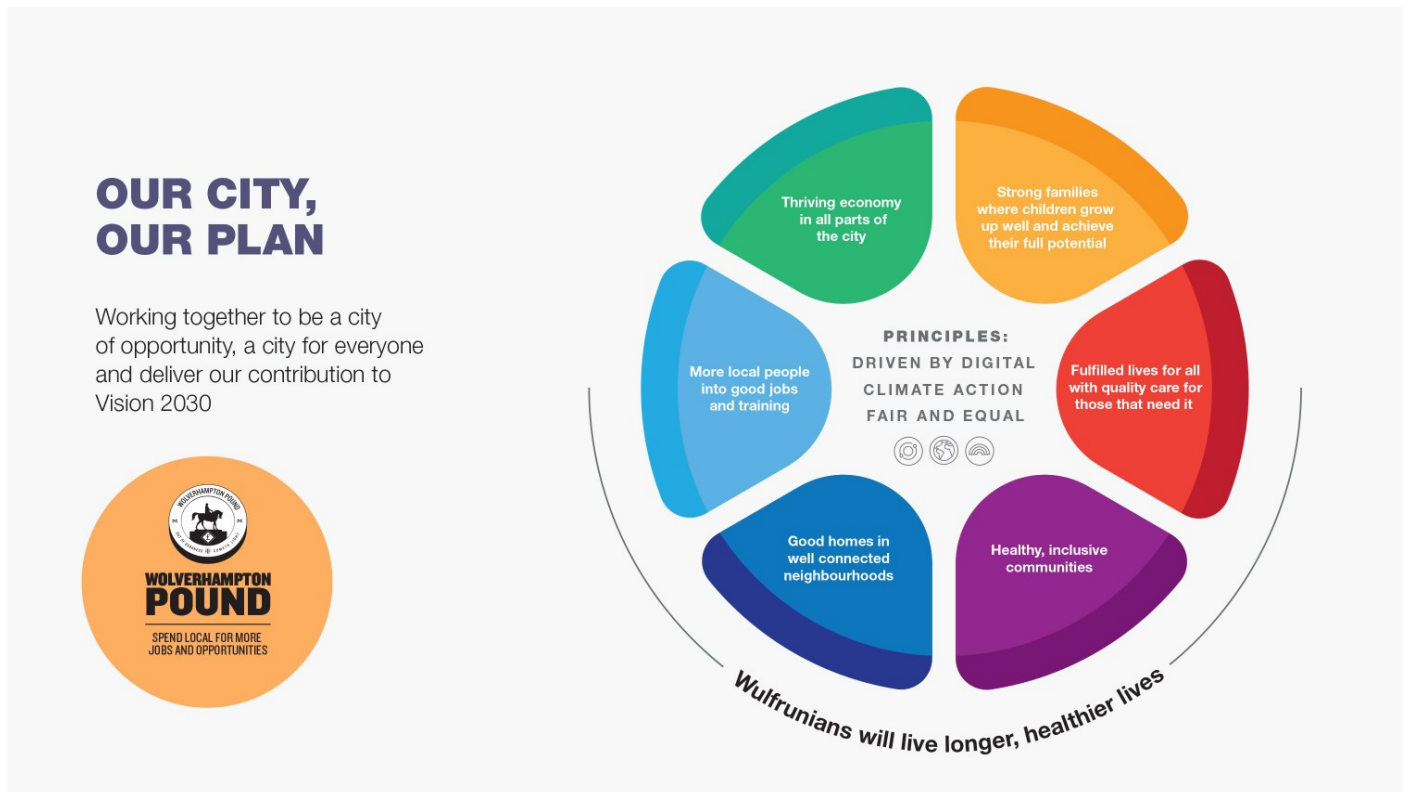 OUR CITY,
OUR PLAN
Working together to be a city
of opportunity, a city for everyone
and deliver our contribution to
Vision 2030
WOLVERHAMPTON POUND
OUT OF DARKNESS COMETH LIGHT
£
WOLVERHAMPTON
POUND
SPEND LOCAL FOR MORE
JOBS AND OPPORTUNITIES
Thriving economy
in all parts of
the city
Strong families
where children grow
up well and achieve
their full potential
More local people
into good jobs
and training
PRINCIPLES:
DRIVEN BY DIGITAL
CLIMATE ACTION
FAIR AND EQUAL
Fulfilled lives for all
with quality care for
those that need it
Good homes in
well connected
neighbourhoods
Healthy, inclusive
communities
Wulfrunians will live longer, healthier lives